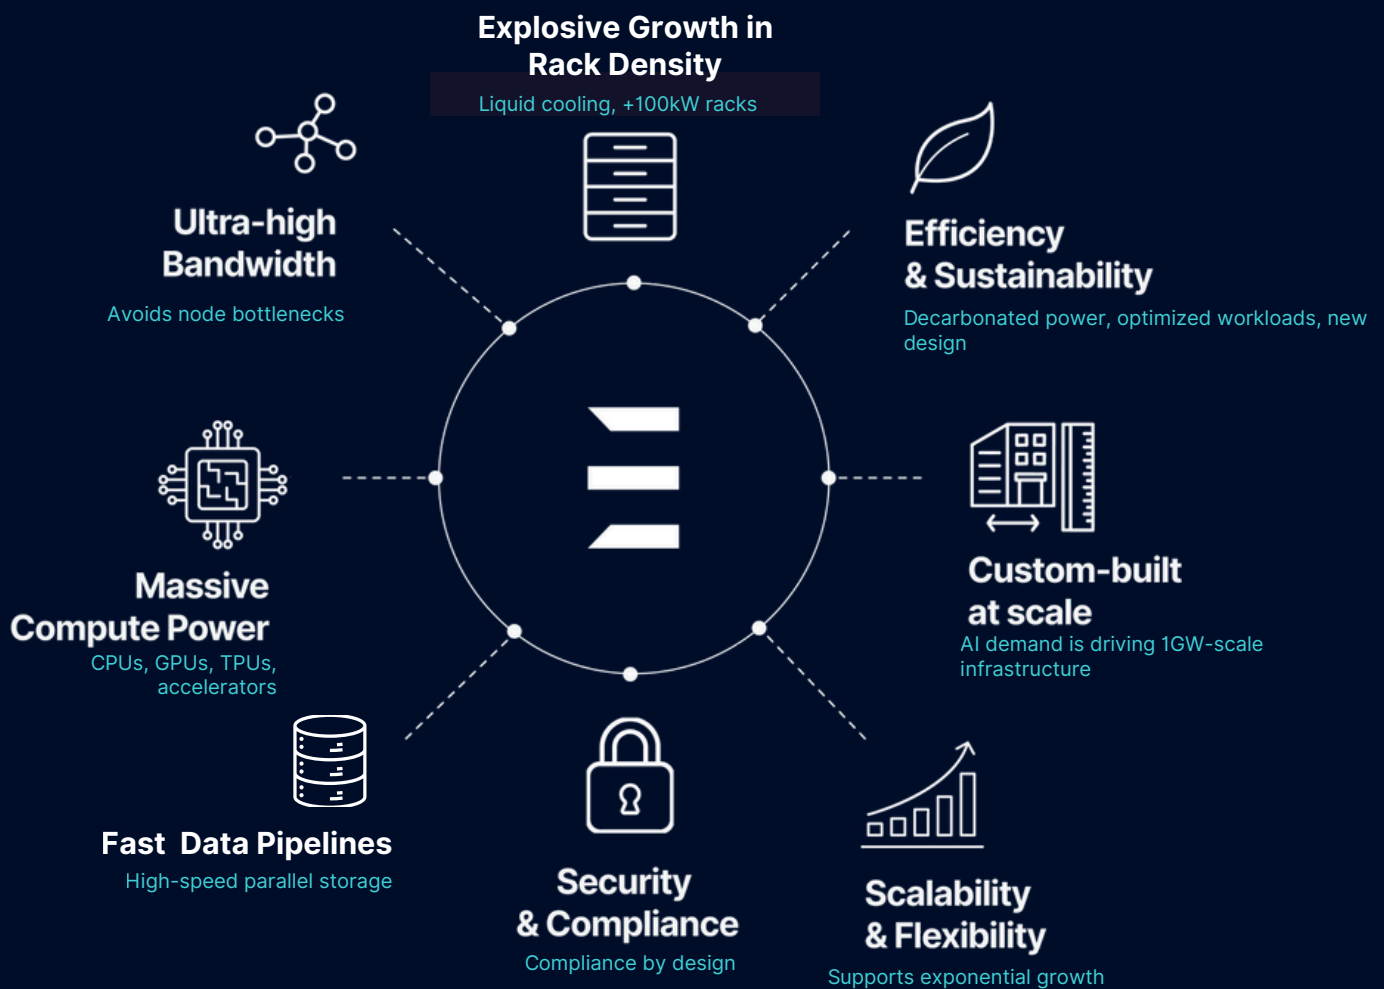 Explosive Growth in
Rack Density
Liquid cooling, +100kW racks
Ultra-high
Bandwidth
Avoids node bottlenecks
Efficiency
& Sustainability
Decarbonated power, optimized workloads, new
design
Massive
Compute Power
CPUs, GPUs, TPUs,
accelerators
Custom-built
at scale
AI demand is driving 1GW-scale
infrastructure
Fast  Data Pipelines
High-speed parallel storage
Security
& Compliance
Compliance by design
Scalability
& Flexibility
Supports exponential growth